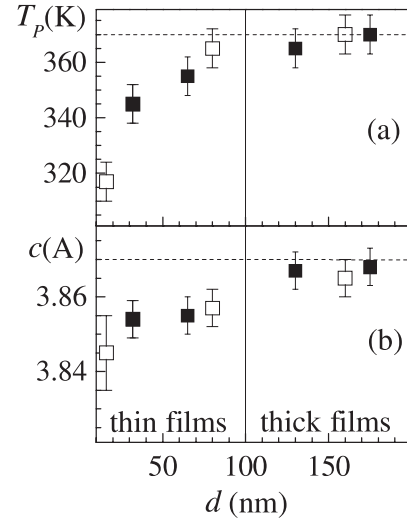 T_P(K)
360
340
320
(a)
c(A)
3.86
3.84
(b)
thin films thick films
50 100 150
d (nm)